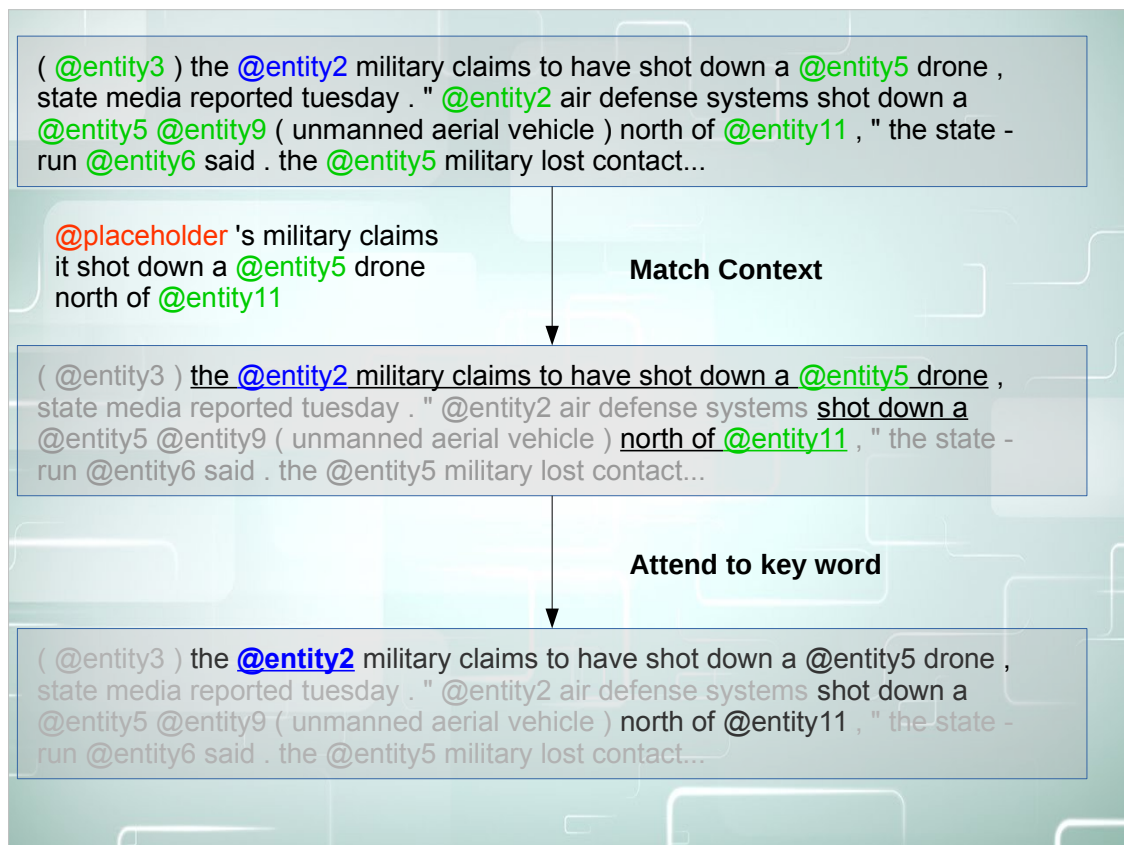 ( @entity3 ) the @entity2 military claims to have shot down a @entity5 drone ,
state media reported tuesday . " @entity2 air defense systems shot down a
@entity5 @entity9 ( unmanned aerial vehicle ) north of @entity11 , " the state -
run @entity6 said . the @entity5 military lost contact...
@placeholder 's military claims
it shot down a @entity5 drone
north of @entity11
Match Context
( @entity3 ) the @entity2 military claims to have shot down a @entity5 drone ,
state media reported tuesday . " @entity2 air defense systems shot down a
@entity5 @entity9 ( unmanned aerial vehicle ) north of @entity11 , " the state -
run @entity6 said . the @entity5 military lost contact...
Attend to key word
( @entity3 ) the @entity2 military claims to have shot down a @entity5 drone ,
state media reported tuesday . " @entity2 air defense systems shot down a
@entity5 @entity9 ( unmanned aerial vehicle ) north of @entity11 , " the state -
run @entity6 said . the @entity5 military lost contact...